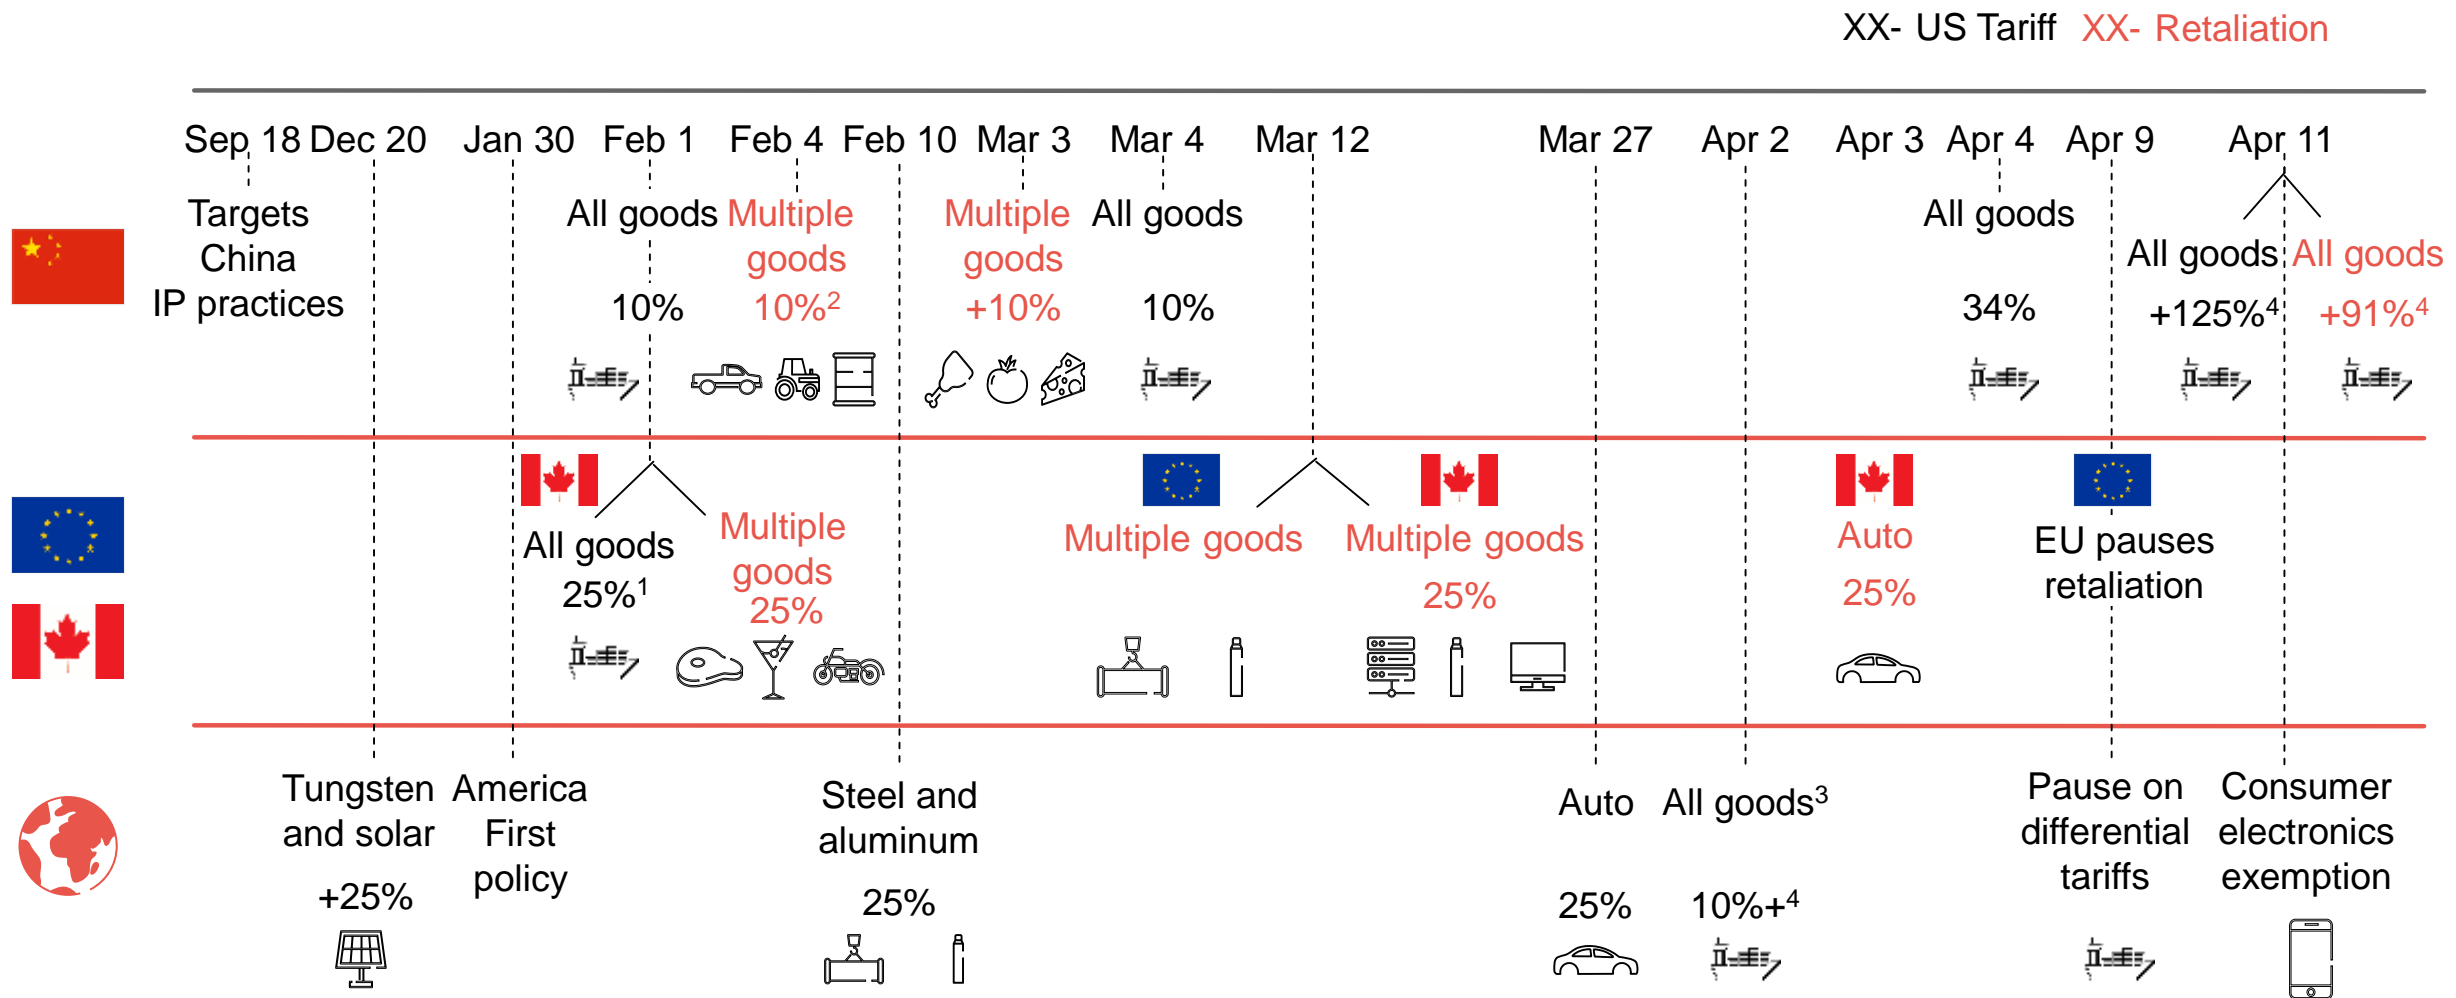 XX- US Tariff XX- Retaliation
Sep 18 Dec 20 Jan 30 Feb 1 Feb 4 Feb 10 Mar 3 Mar 4 Mar 12 Mar 27 Apr 2 Apr 3 Apr 4 Apr 9 Apr 11
Targets
China
IP practices
All goods
10%
Multiple
goods
10%²
Multiple
goods
+10%
All goods
10%
All goods
34%
All goods
+125%⁴
All goods
+91%⁴
All goods
25%¹
Multiple
goods
25%
Multiple goods
Multiple goods
25%
Auto
25%
EU pauses
retaliation
Tungsten
and solar
+25%
America
First
policy
Steel and
aluminum
25%
Auto
25%
All goods³
10%+⁴
Pause on
differential
tariffs
Consumer
electronics
exemption